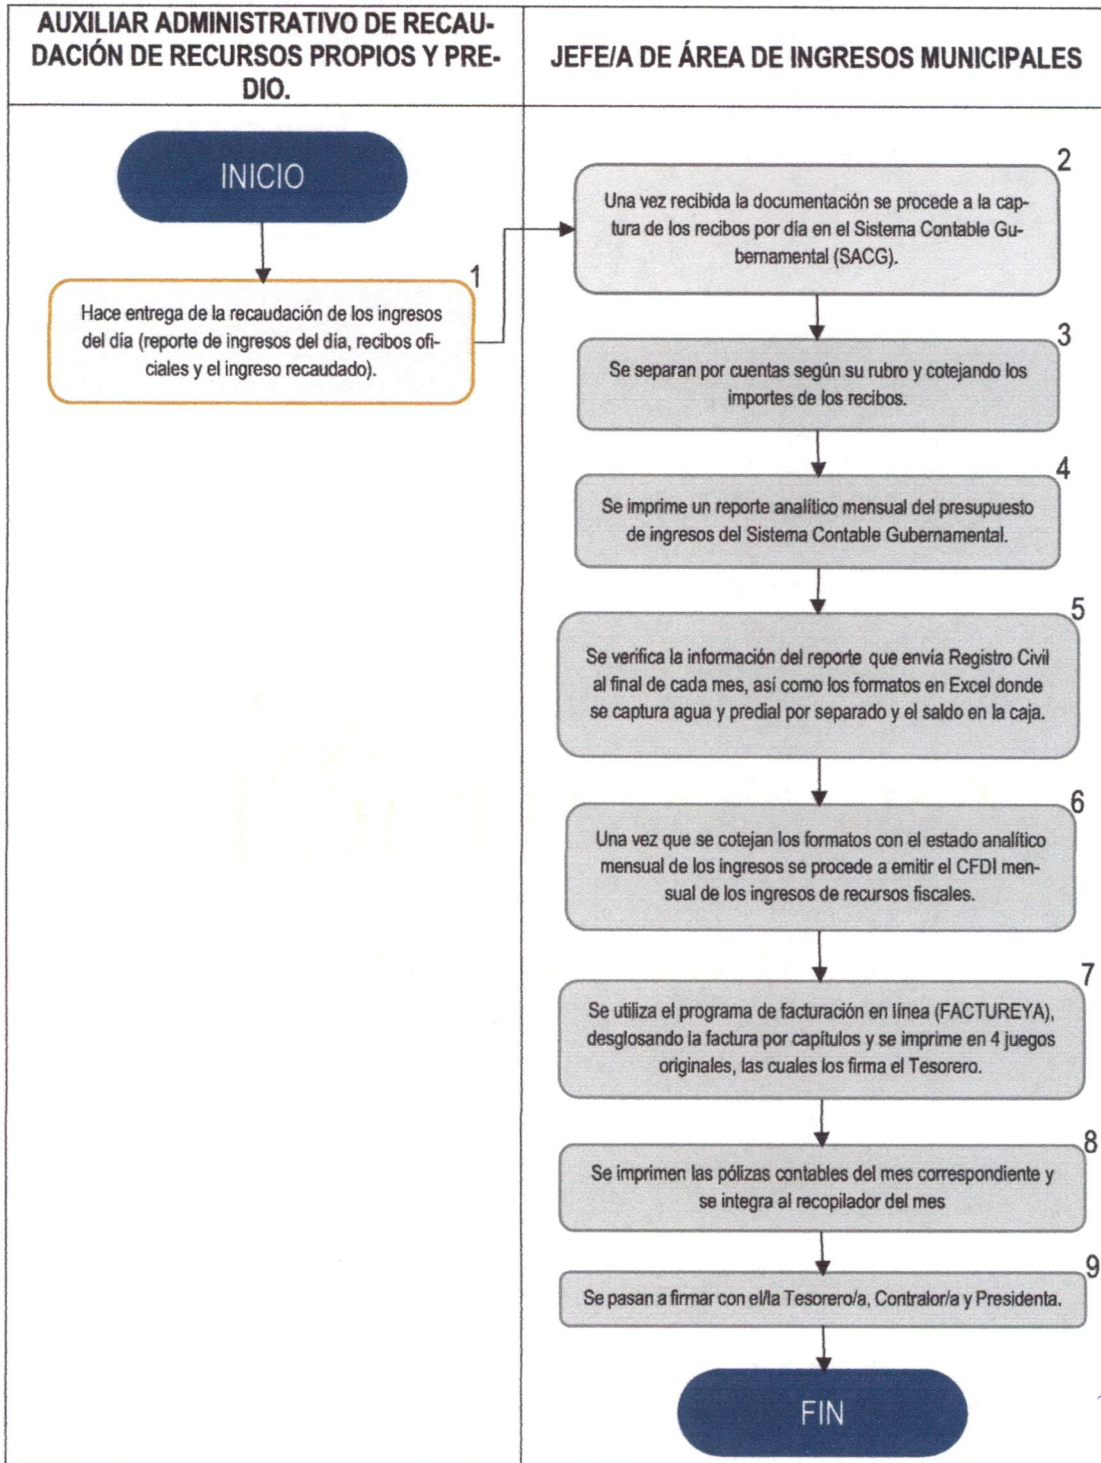 AUXILIAR ADMINISTRATIVO DE RECAU-
DACIÓN DE RECURSOS PROPIOS Y PRE-
DIO.
JEFE/A DE ÁREA DE INGRESOS MUNICIPALES
INICIO
1
Hace entrega de la recaudación de los ingresos
del día (reporte de ingresos del día, recibos ofi-
ciales y el ingreso recaudado).
2
Una vez recibida la documentación se procede a la cap-
tura de los recibos por día en el Sistema Contable Gu-
bernamental (SACG).
3
Se separan por cuentas según su rubro y cotejando los
importes de los recibos.
4
Se imprime un reporte analítico mensual del presupuesto
de ingresos del Sistema Contable Gubernamental.
5
Se verifica la información del reporte que envía Registro Civil
al final de cada mes, así como los formatos en Excel donde
se captura agua y predial por separado y el saldo en la caja.
6
Una vez que se cotejan los formatos con el estado analítico
mensual de los ingresos se procede a emitir el CFDI men-
sual de los ingresos de recursos fiscales.
7
Se utiliza el programa de facturación en línea (FACTUREYA),
desglosando la factura por capítulos y se imprime en 4 juegos
originales, las cuales los firma el Tesorero.
8
Se imprimen las pólizas contables del mes correspondiente y
se integra al recopilador del mes
9
Se pasan a firmar con el/la Tesorero/a, Contralor/a y Presidenta.
FIN